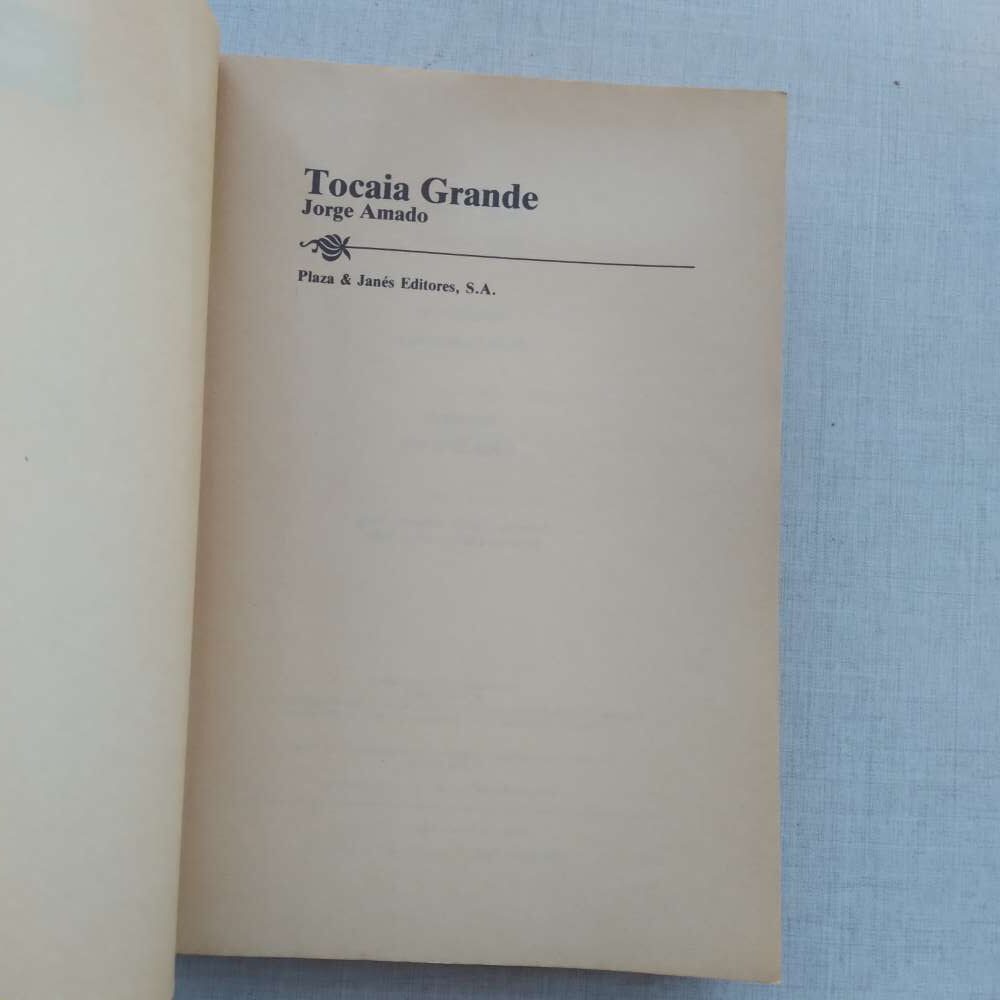 Tocaia Grande
Jorge Amado
Plaza & Janés Editores, S.A.